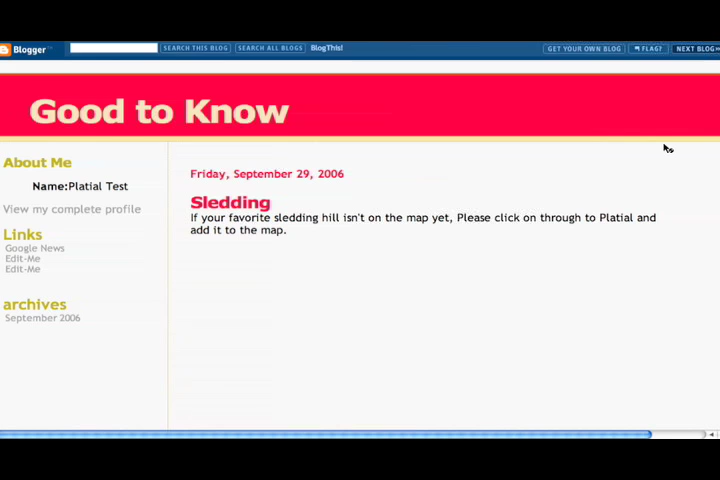 Blogger
SEARCH THIS BLOG
SEARCH ALL BLOGS
BlogThis!
GET YOUR OWN BLOG
FLAG?
NEXT BLOG»
Good to Know
About Me
Name:Platial Test
View my complete profile
Links
Google News
Edit-Me
Edit-Me
archives
September 2006
Friday, September 29, 2006
Sledding
If your favorite sledding hill isn't on the map yet, Please click on through to Platial and
add it to the map.